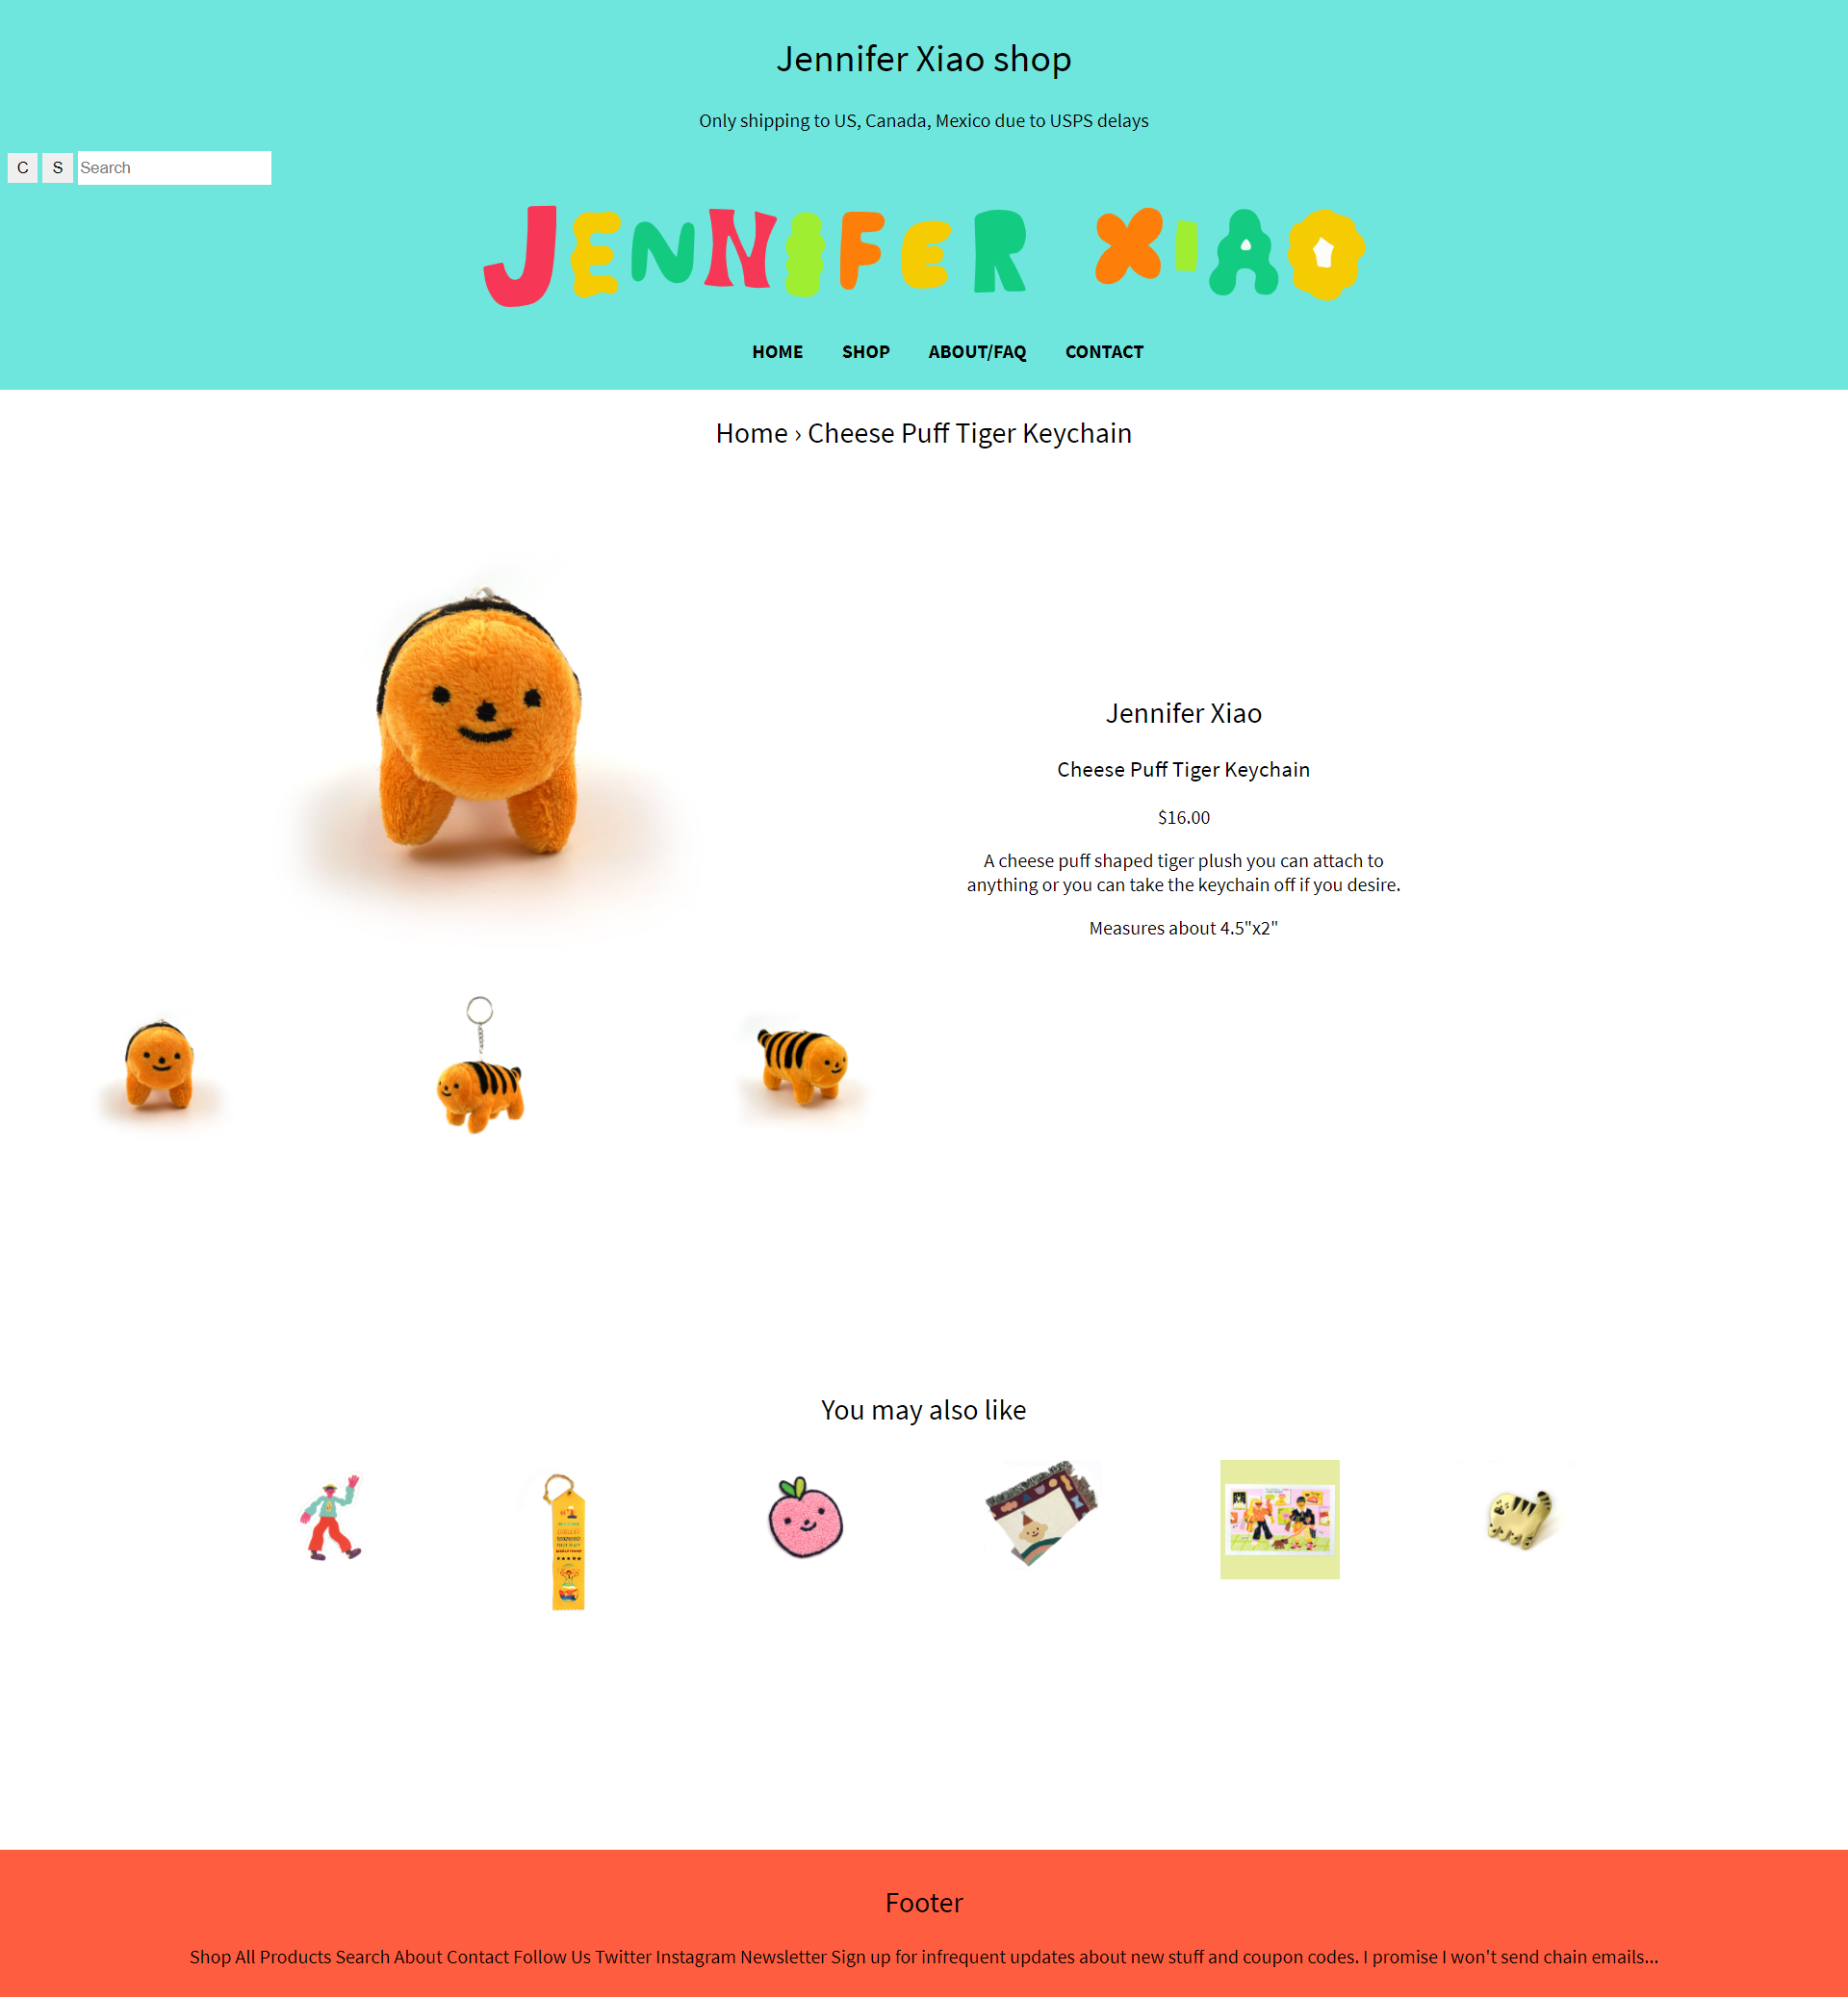 Jennifer Xiao shop
Only shipping to US, Canada, Mexico due to USPS delays
C S Search
JENNIFER XIAO
HOME SHOP ABOUT/FAQ CONTACT
Home › Cheese Puff Tiger Keychain
Jennifer Xiao
Cheese Puff Tiger Keychain
$16.00
A cheese puff shaped tiger plush you can attach to
anything or you can take the keychain off if you desire.
Measures about 4.5"x2"
You may also like
Footer
Shop All Products Search About Contact Follow Us Twitter Instagram Newsletter Sign up for infrequent updates about new stuff and coupon codes. I promise I won't send chain emails...